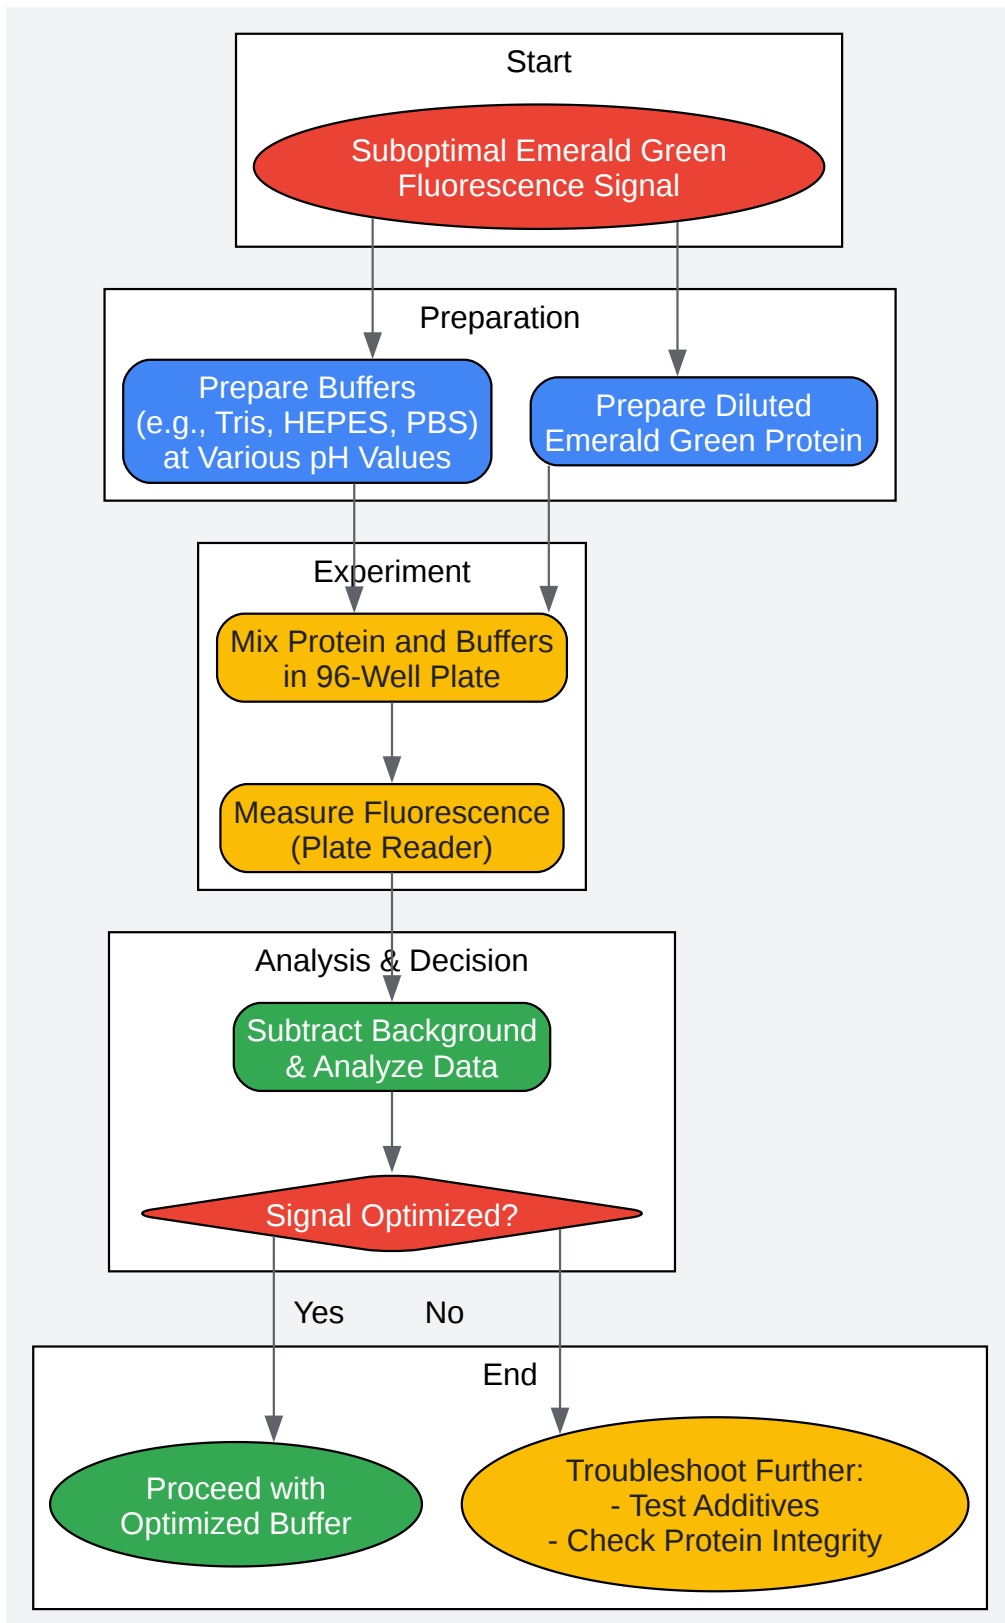 Start
Suboptimal Emerald Green
Fluorescence Signal
Preparation
Prepare Buffers
(e.g., Tris, HEPES, PBS)
at Various pH Values
Prepare Diluted
Emerald Green Protein
Experiment
Mix Protein and Buffers
in 96-Well Plate
Measure Fluorescence
(Plate Reader)
Analysis & Decision
Subtract Background
& Analyze Data
Signal Optimized?
Yes
No
End
Proceed with
Optimized Buffer
Troubleshoot Further:
- Test Additives
- Check Protein Integrity